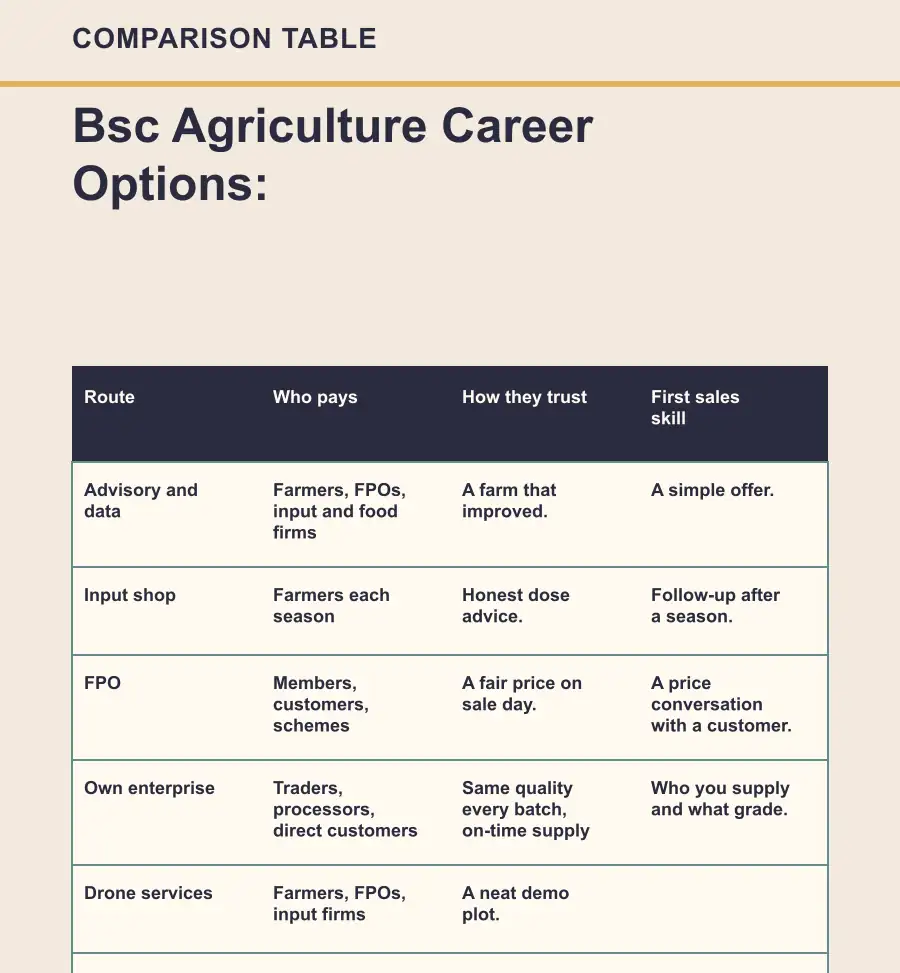 COMPARISON TABLE
Bsc Agriculture Career
Options:
Route
Who pays
How they trust
First sales
skill
Advisory and
data
Farmers, FPOs,
input and food
firms
A farm that
improved.
A simple offer.
Input shop
Farmers each
season
Honest dose
advice.
Follow-up after
a season.
FPO
Members,
customers,
schemes
A fair price on
sale day.
A price
conversation
with a customer.
Own enterprise
Traders,
processors,
direct customers
Same quality
every batch,
on-time supply
Who you supply
and what grade.
Drone services
Farmers, FPOs,
input firms
A neat demo
plot.